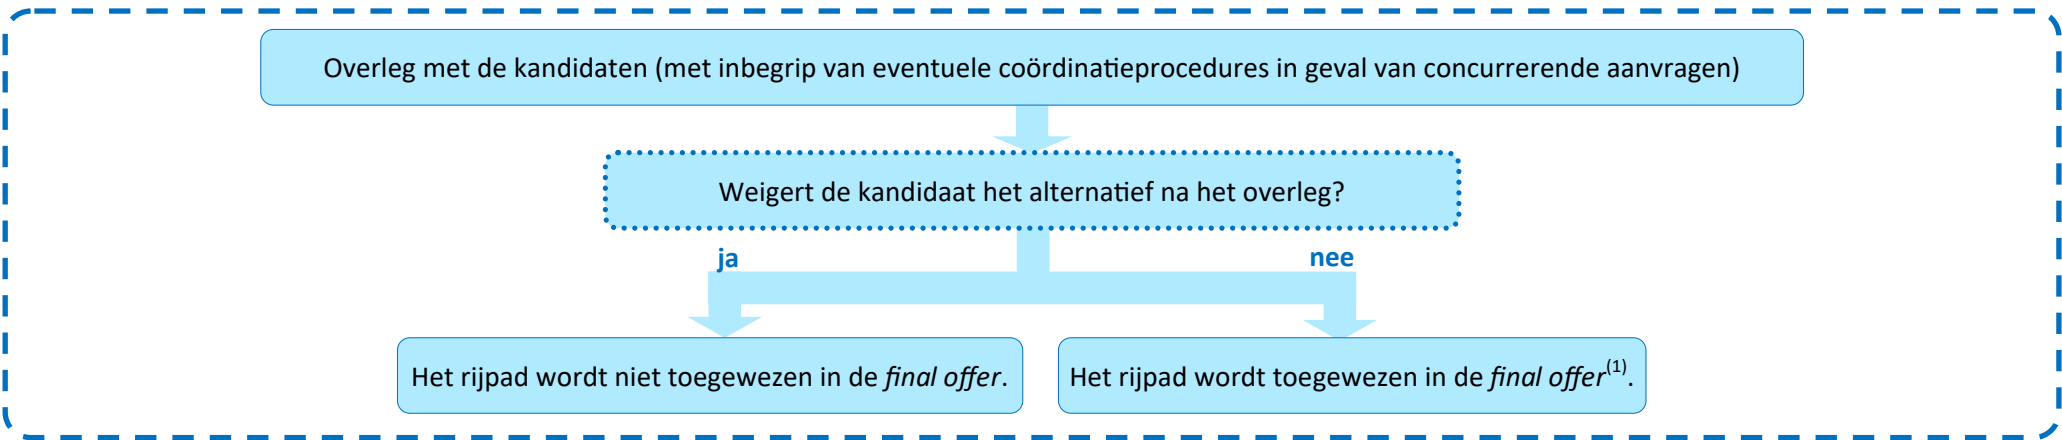 Overleg met de kandidaten (met inbegrip van eventuele coördinatieprocedures in geval van concurrerende aanvragen)
Weigert de kandidaat het alternatief na het overleg?
ja
nee
Het rijpad wordt niet toegewezen in de final offer.
Het rijpad wordt toegewezen in de final offer(1).